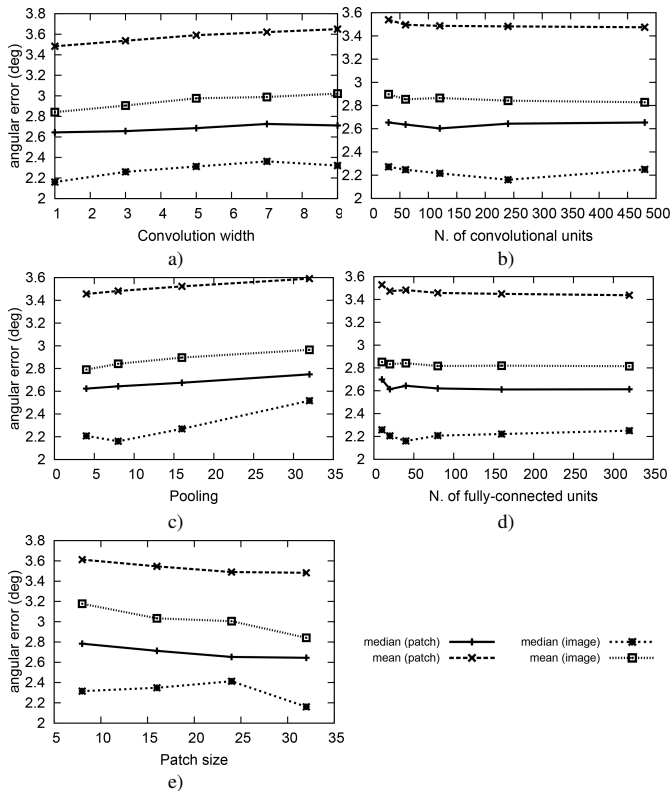 angular error (deg)
3.8
3.6
3.4
3.2
3
2.8
2.6
2.4
2.2
2
1 2 3 4 5 6 7 8 9
Convolution width
a)
3.6
3.4
3.2
3
2.8
2.6
2.4
2.2
2
0 50 100 150 200 250 300 350 400 450 500
N. of convolutional units
b)
angular error (deg)
3.6
3.4
3.2
3
2.8
2.6
2.4
2.2
2
0 5 10 15 20 25 30 35
Pooling
c)
3.6
3.4
3.2
3
2.8
2.6
2.4
2.2
2
0 50 100 150 200 250 300 350
N. of fully-connected units
d)
angular error (deg)
3.8
3.6
3.4
3.2
3
2.8
2.6
2.4
2.2
2
5 10 15 20 25 30 35
Patch size
e)
median (patch) median (image)
mean (patch) mean (image)